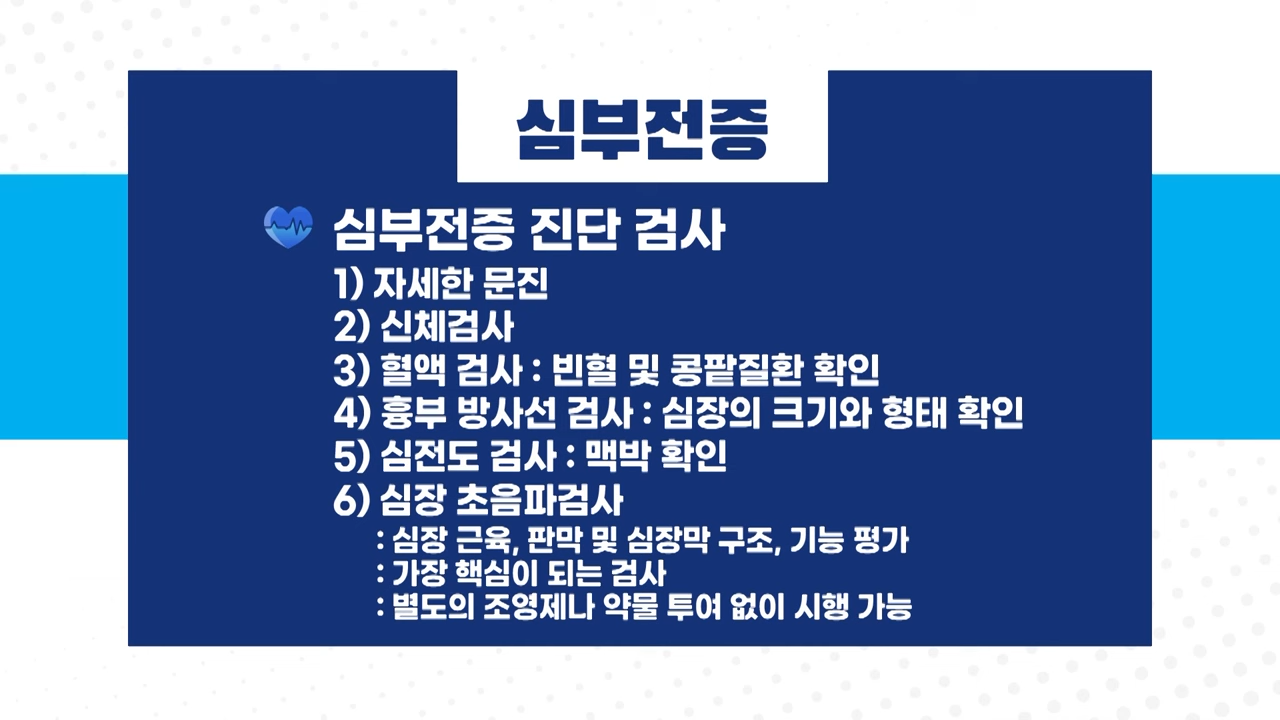 심부전증
심부전증 진단 검사
1) 자세한 문진
2) 신체검사
3) 혈액 검사 : 빈혈 및 콩팥질환 확인
4) 흉부 방사선 검사 : 심장의 크기와 형태 확인
5) 심전도 검사 : 맥박 확인
6) 심장 초음파검사
: 심장 근육, 판막 및 심장막 구조, 기능 평가
: 가장 핵심이 되는 검사
: 별도의 조영제나 약물 투여 없이 시행 가능